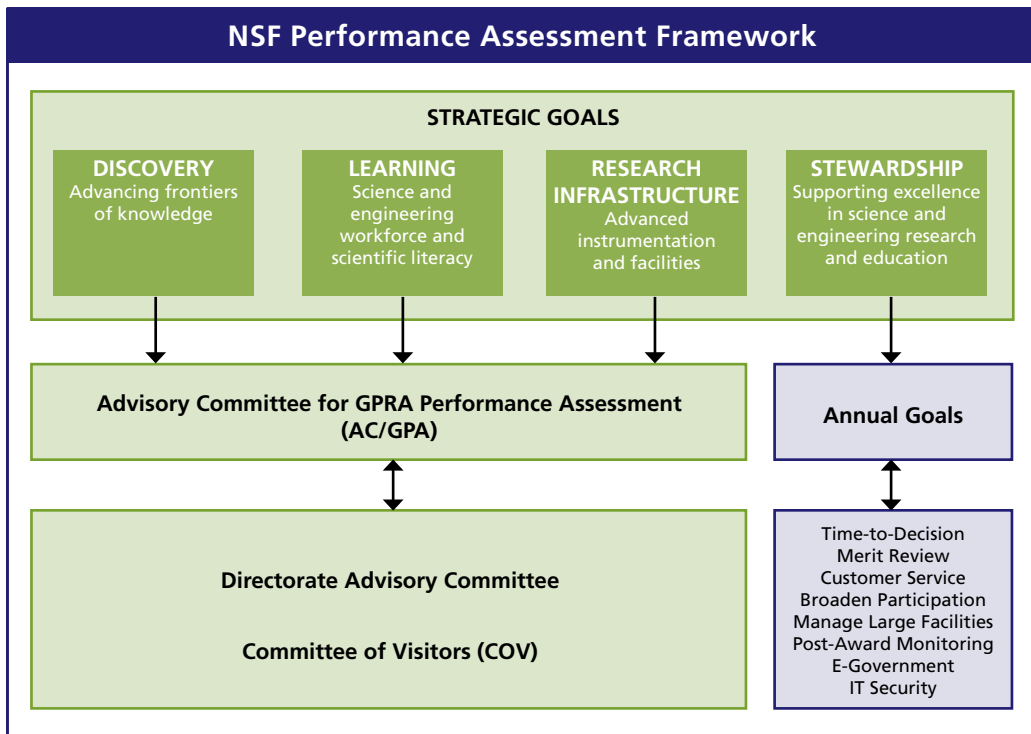 NSF Performance Assessment Framework
STRATEGIC GOALS
DISCOVERY
Advancing frontiers
of knowledge
LEARNING
Science and
engineering
workforce and
scientific literacy
RESEARCH
INFRASTRUCTURE
Advanced
instrumentation
and facilities
STEWARDSHIP
Supporting excellence
in science and
engineering research
and education
Advisory Committee for GPRA Performance Assessment
(AC/GPA)
Annual Goals
Directorate Advisory Committee
Committee of Visitors (COV)
Time-to-Decision
Merit Review
Customer Service
Broaden Participation
Manage Large Facilities
Post-Award Monitoring
E-Government
IT Security